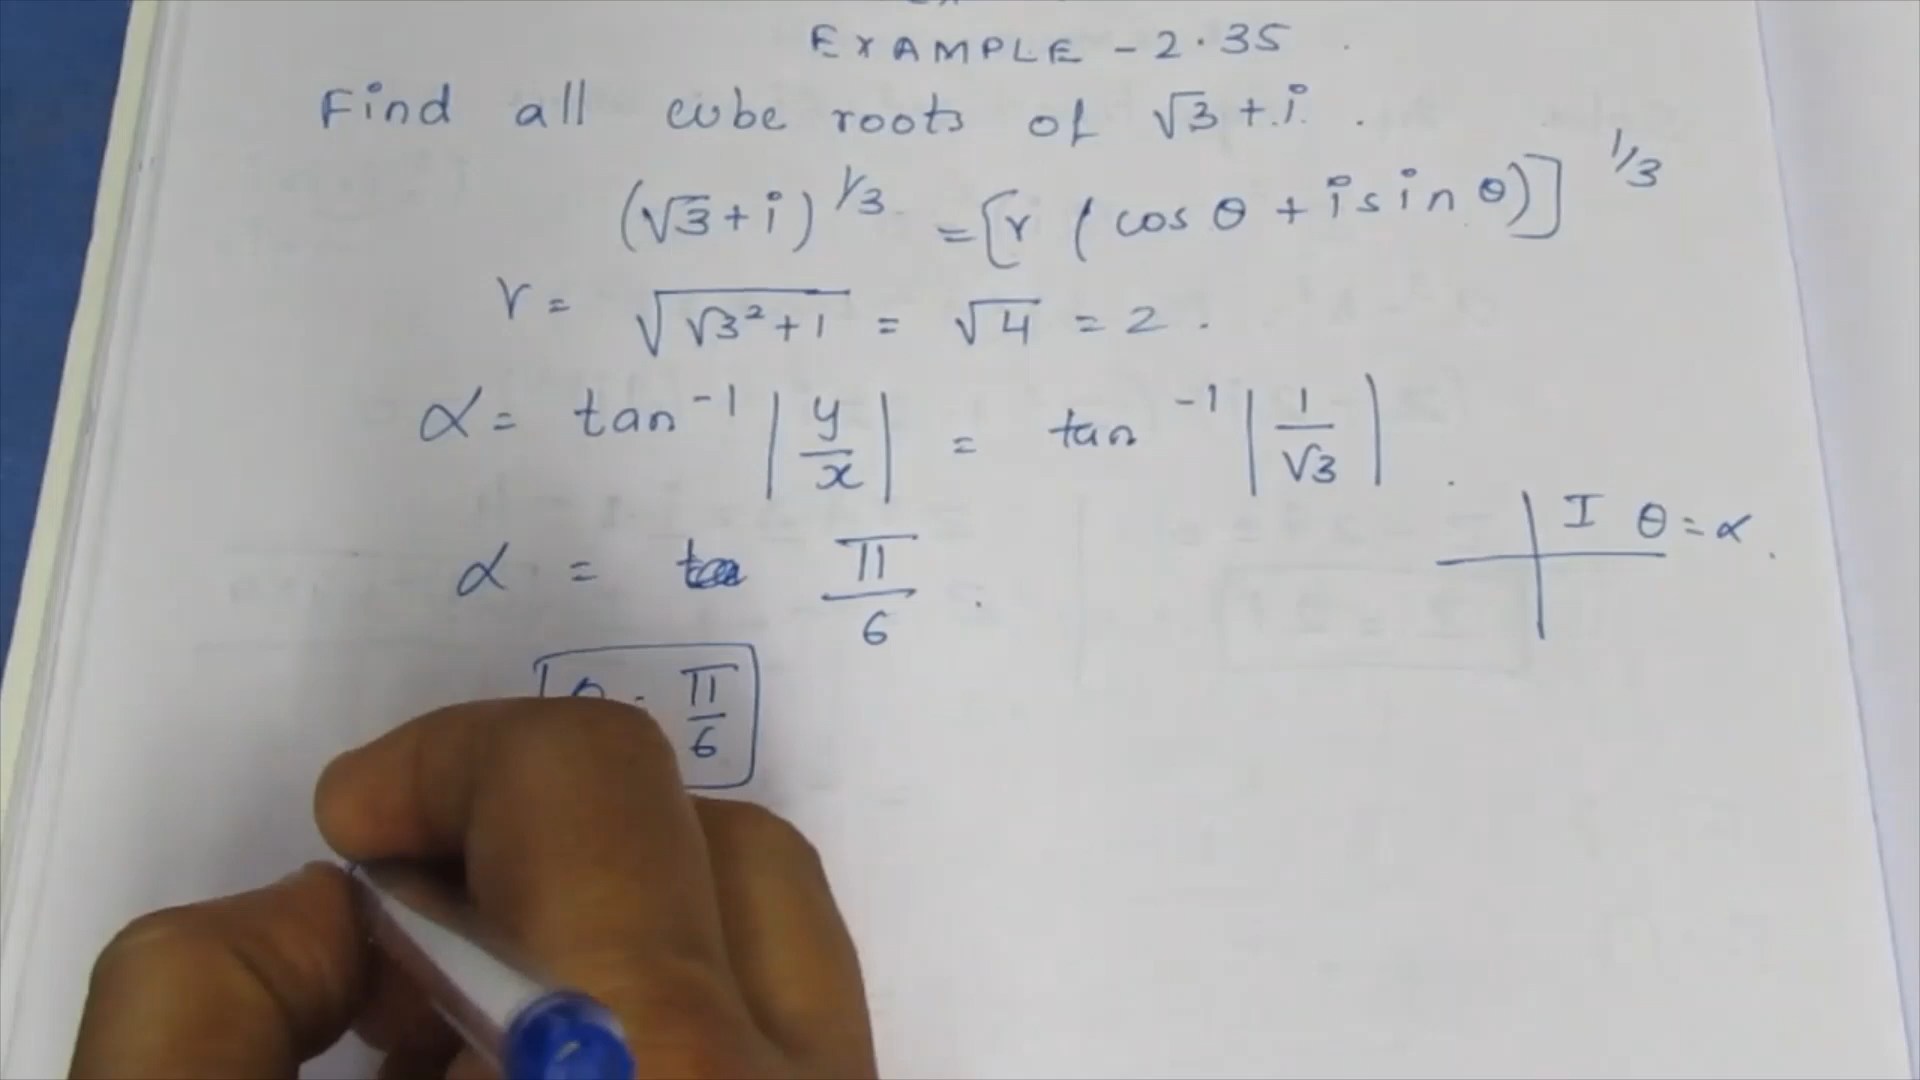 EXAMPLE - 2.35
Find all cube roots of √3 + i.
(√3 + i)^1/3 = [r (cos θ + i sin θ)]^1/3
r = √(√3² + 1) = √4 = 2.
α = tan⁻¹ |y/x| = tan⁻¹ |1/√3|
I θ = α.
α = π/6.
π/6